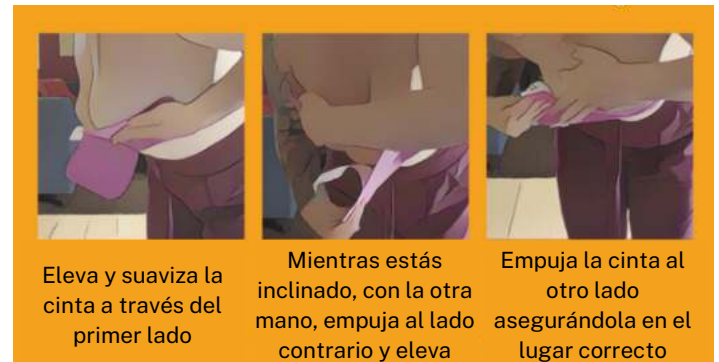 Eleva y suaviza la
cinta a través del
primer lado
Mientras estás
inclinado, con la otra
mano, empuja al lado
contrario y eleva
Empuja la cinta al
otro lado
asegurándola en el
lugar correcto